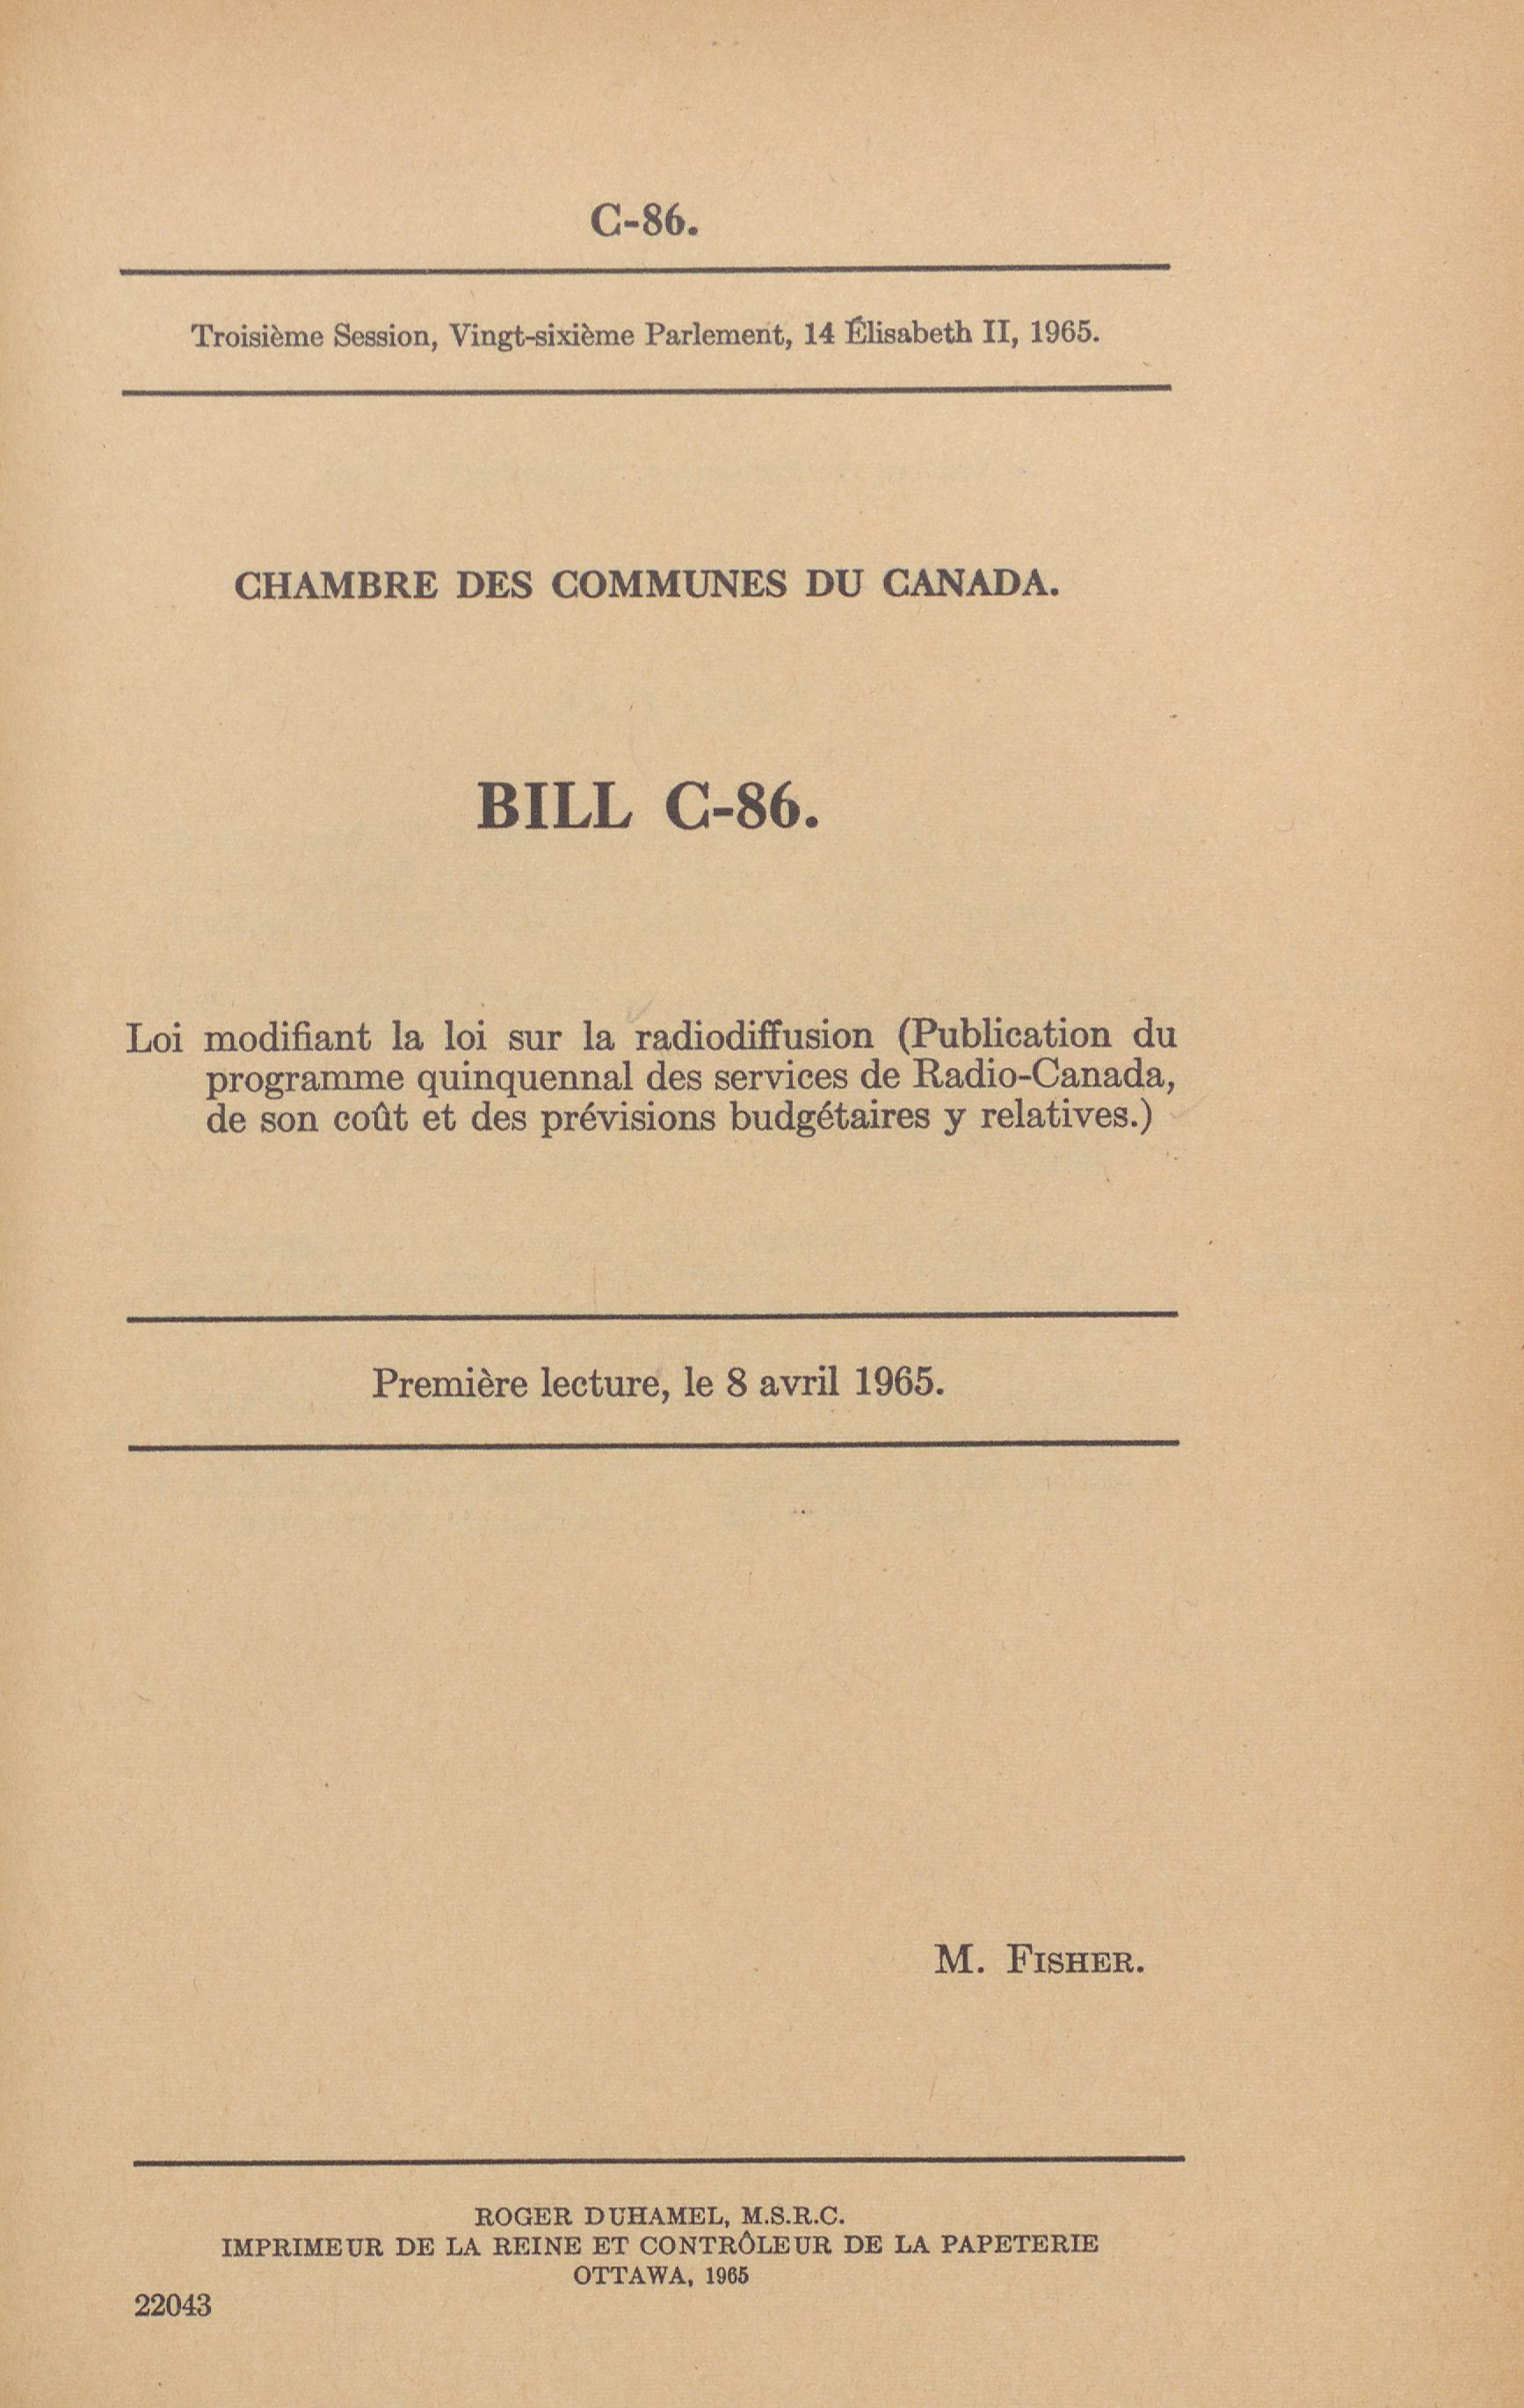 C-86.
Troisième Session, Vingt-sixième Parlement, 14 Élisabeth II, 1965.
CHAMBRE DES COMMUNES DU CANADA.
BILL C-86.
Loi modifiant la loi sur la radiodiffusion (Publication du
programme quinquennal des services de Radio-Canada,
de son coût et des prévisions budgétaires y relatives.)
Première lecture, le 8 avril 1965.
M. FISHER.
ROGER DUHAMEL, M.S.R.C.
IMPRIMEUR DE LA REINE ET CONTRÔLEUR DE LA PAPETERIE
OTTAWA, 1965
22043